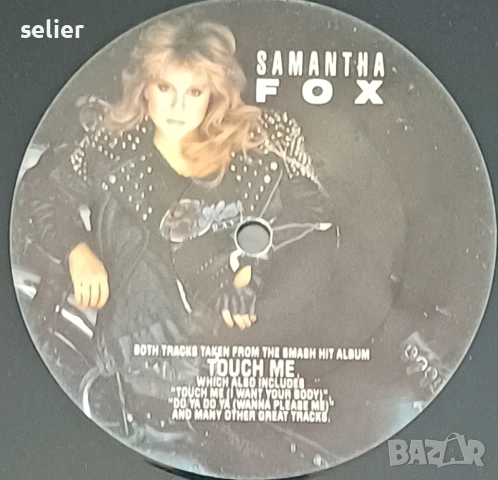 selier
SAMANTHA
FOX
BOTH TRACKS TAKEN FROM THE SMASH HIT ALBUM
TOUCH ME,
WHICH ALSO INCLUDES
"TOUCH ME (I WANT YOUR BODY)",
"DO YA DO YA (WANNA PLEASE ME)"
AND MANY OTHER GREAT TRACKS.
BAZAR
bg